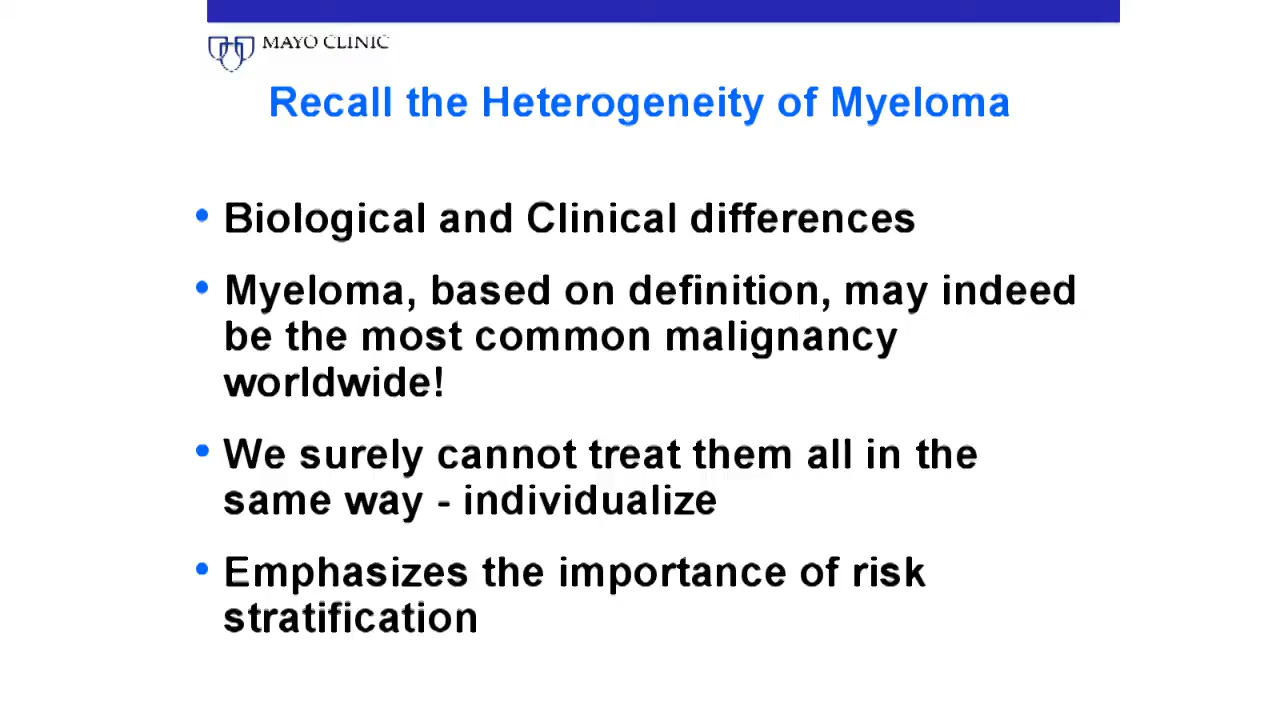 MAYO CLINIC
Recall the Heterogeneity of Myeloma
• Biological and Clinical differences
• Myeloma, based on definition, may indeed
be the most common malignancy
worldwide!
• We surely cannot treat them all in the
same way - individualize
• Emphasizes the importance of risk
stratification